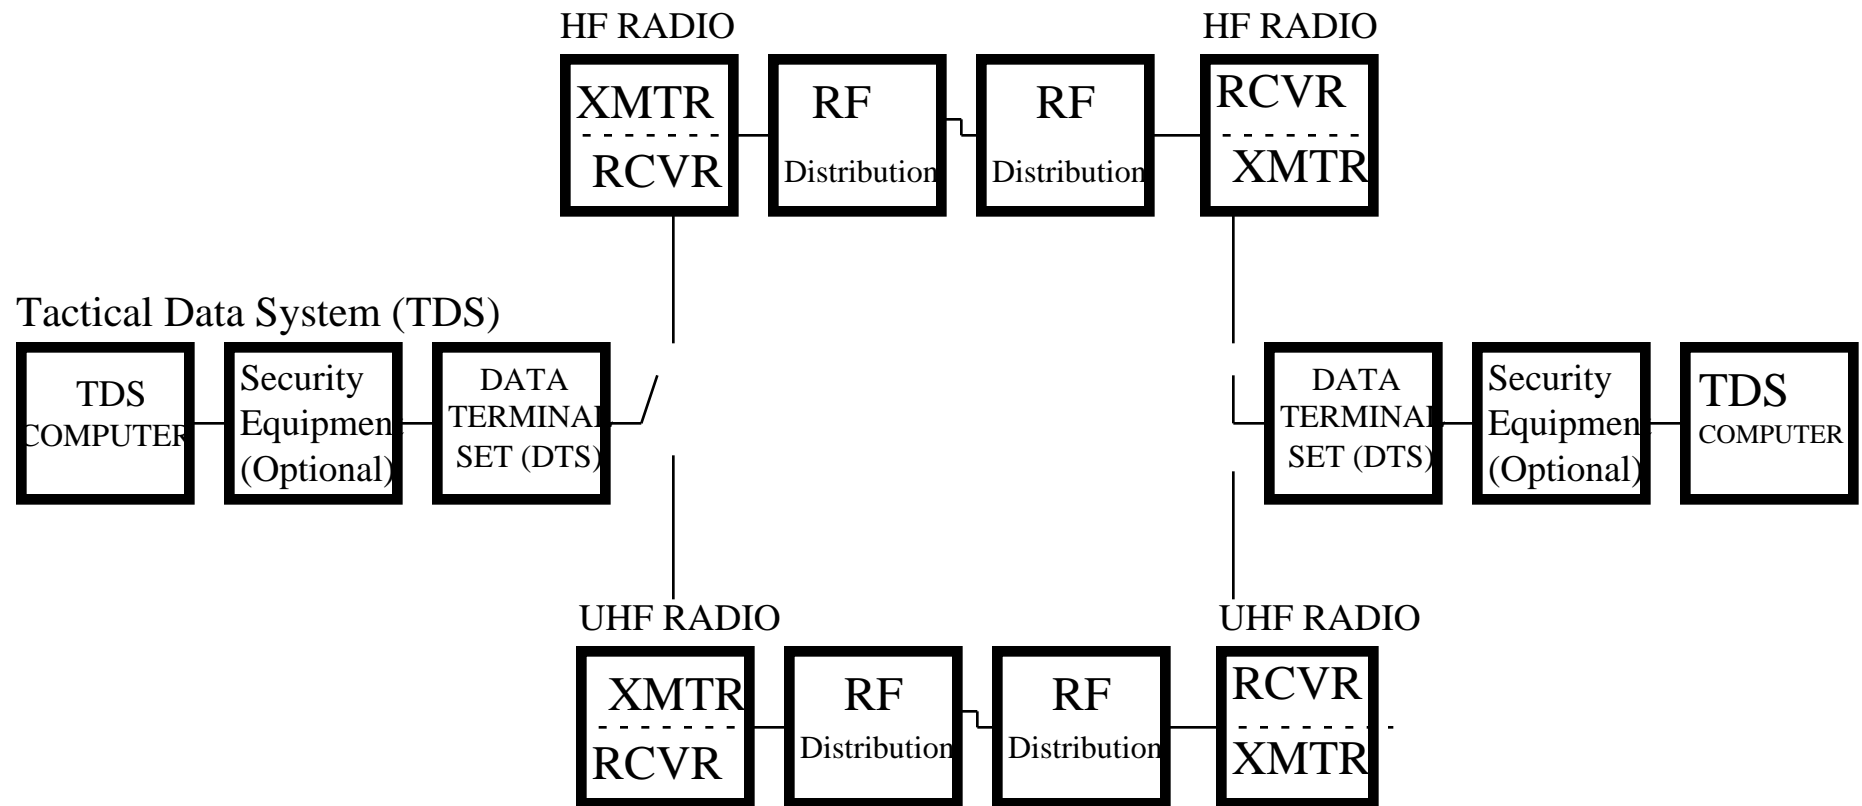 HF RADIO
HF RADIO
XMTR
RCVR
RF
Distribution
RF
Distribution
RCVR
XMTR
Tactical Data System (TDS)
TDS
COMPUTER
Security
Equipmen
(Optional)
DATA
TERMINAL
SET (DTS)
DATA
TERMINAL
SET (DTS)
Security
Equipmen
(Optional)
TDS
COMPUTER
UHF RADIO
UHF RADIO
XMTR
RCVR
RF
Distribution
RF
Distribution
RCVR
XMTR